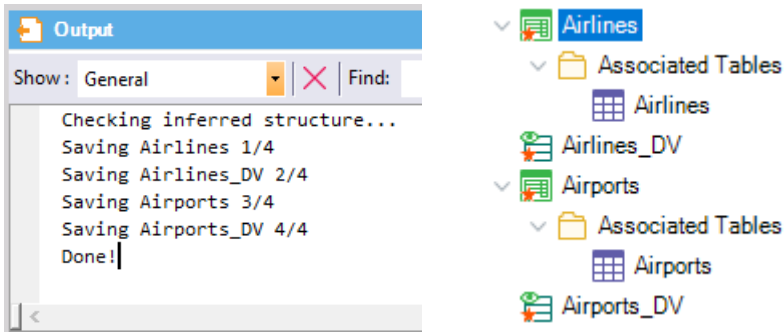 Output
Show: General Find:
Checking inferred structure...
Saving Airlines 1/4
Saving Airlines_DV 2/4
Saving Airports 3/4
Saving Airports_DV 4/4
Done!
Airlines
Associated Tables
Airlines
Airlines_DV
Airports
Associated Tables
Airports
Airports_DV